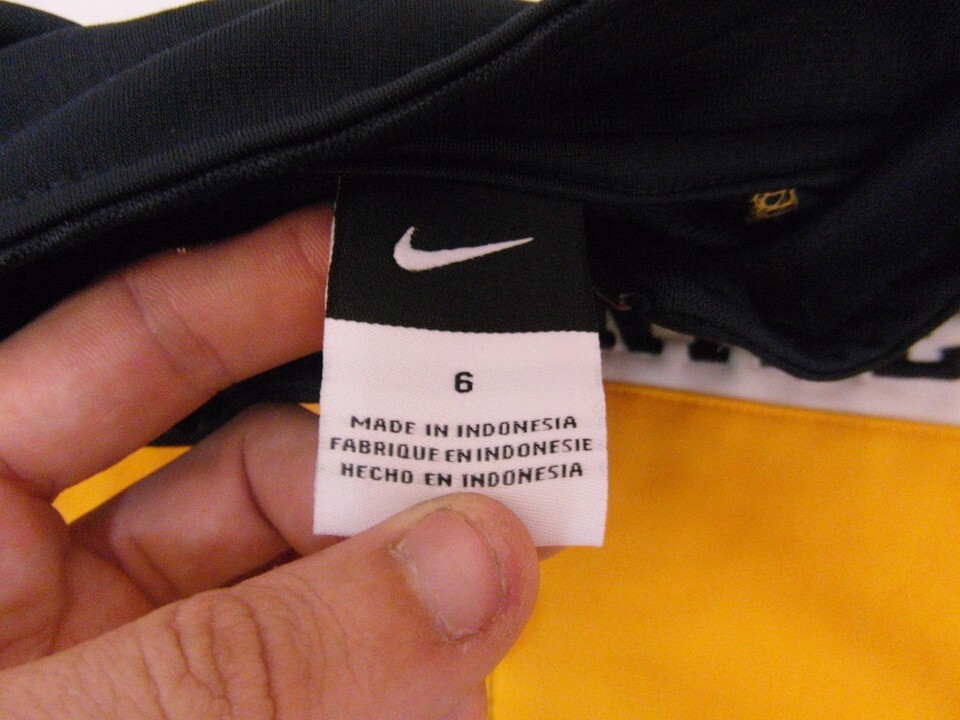 6
MADE IN INDONESIA
FABRIQUE EN INDONESIE
HECHO EN INDONESIA